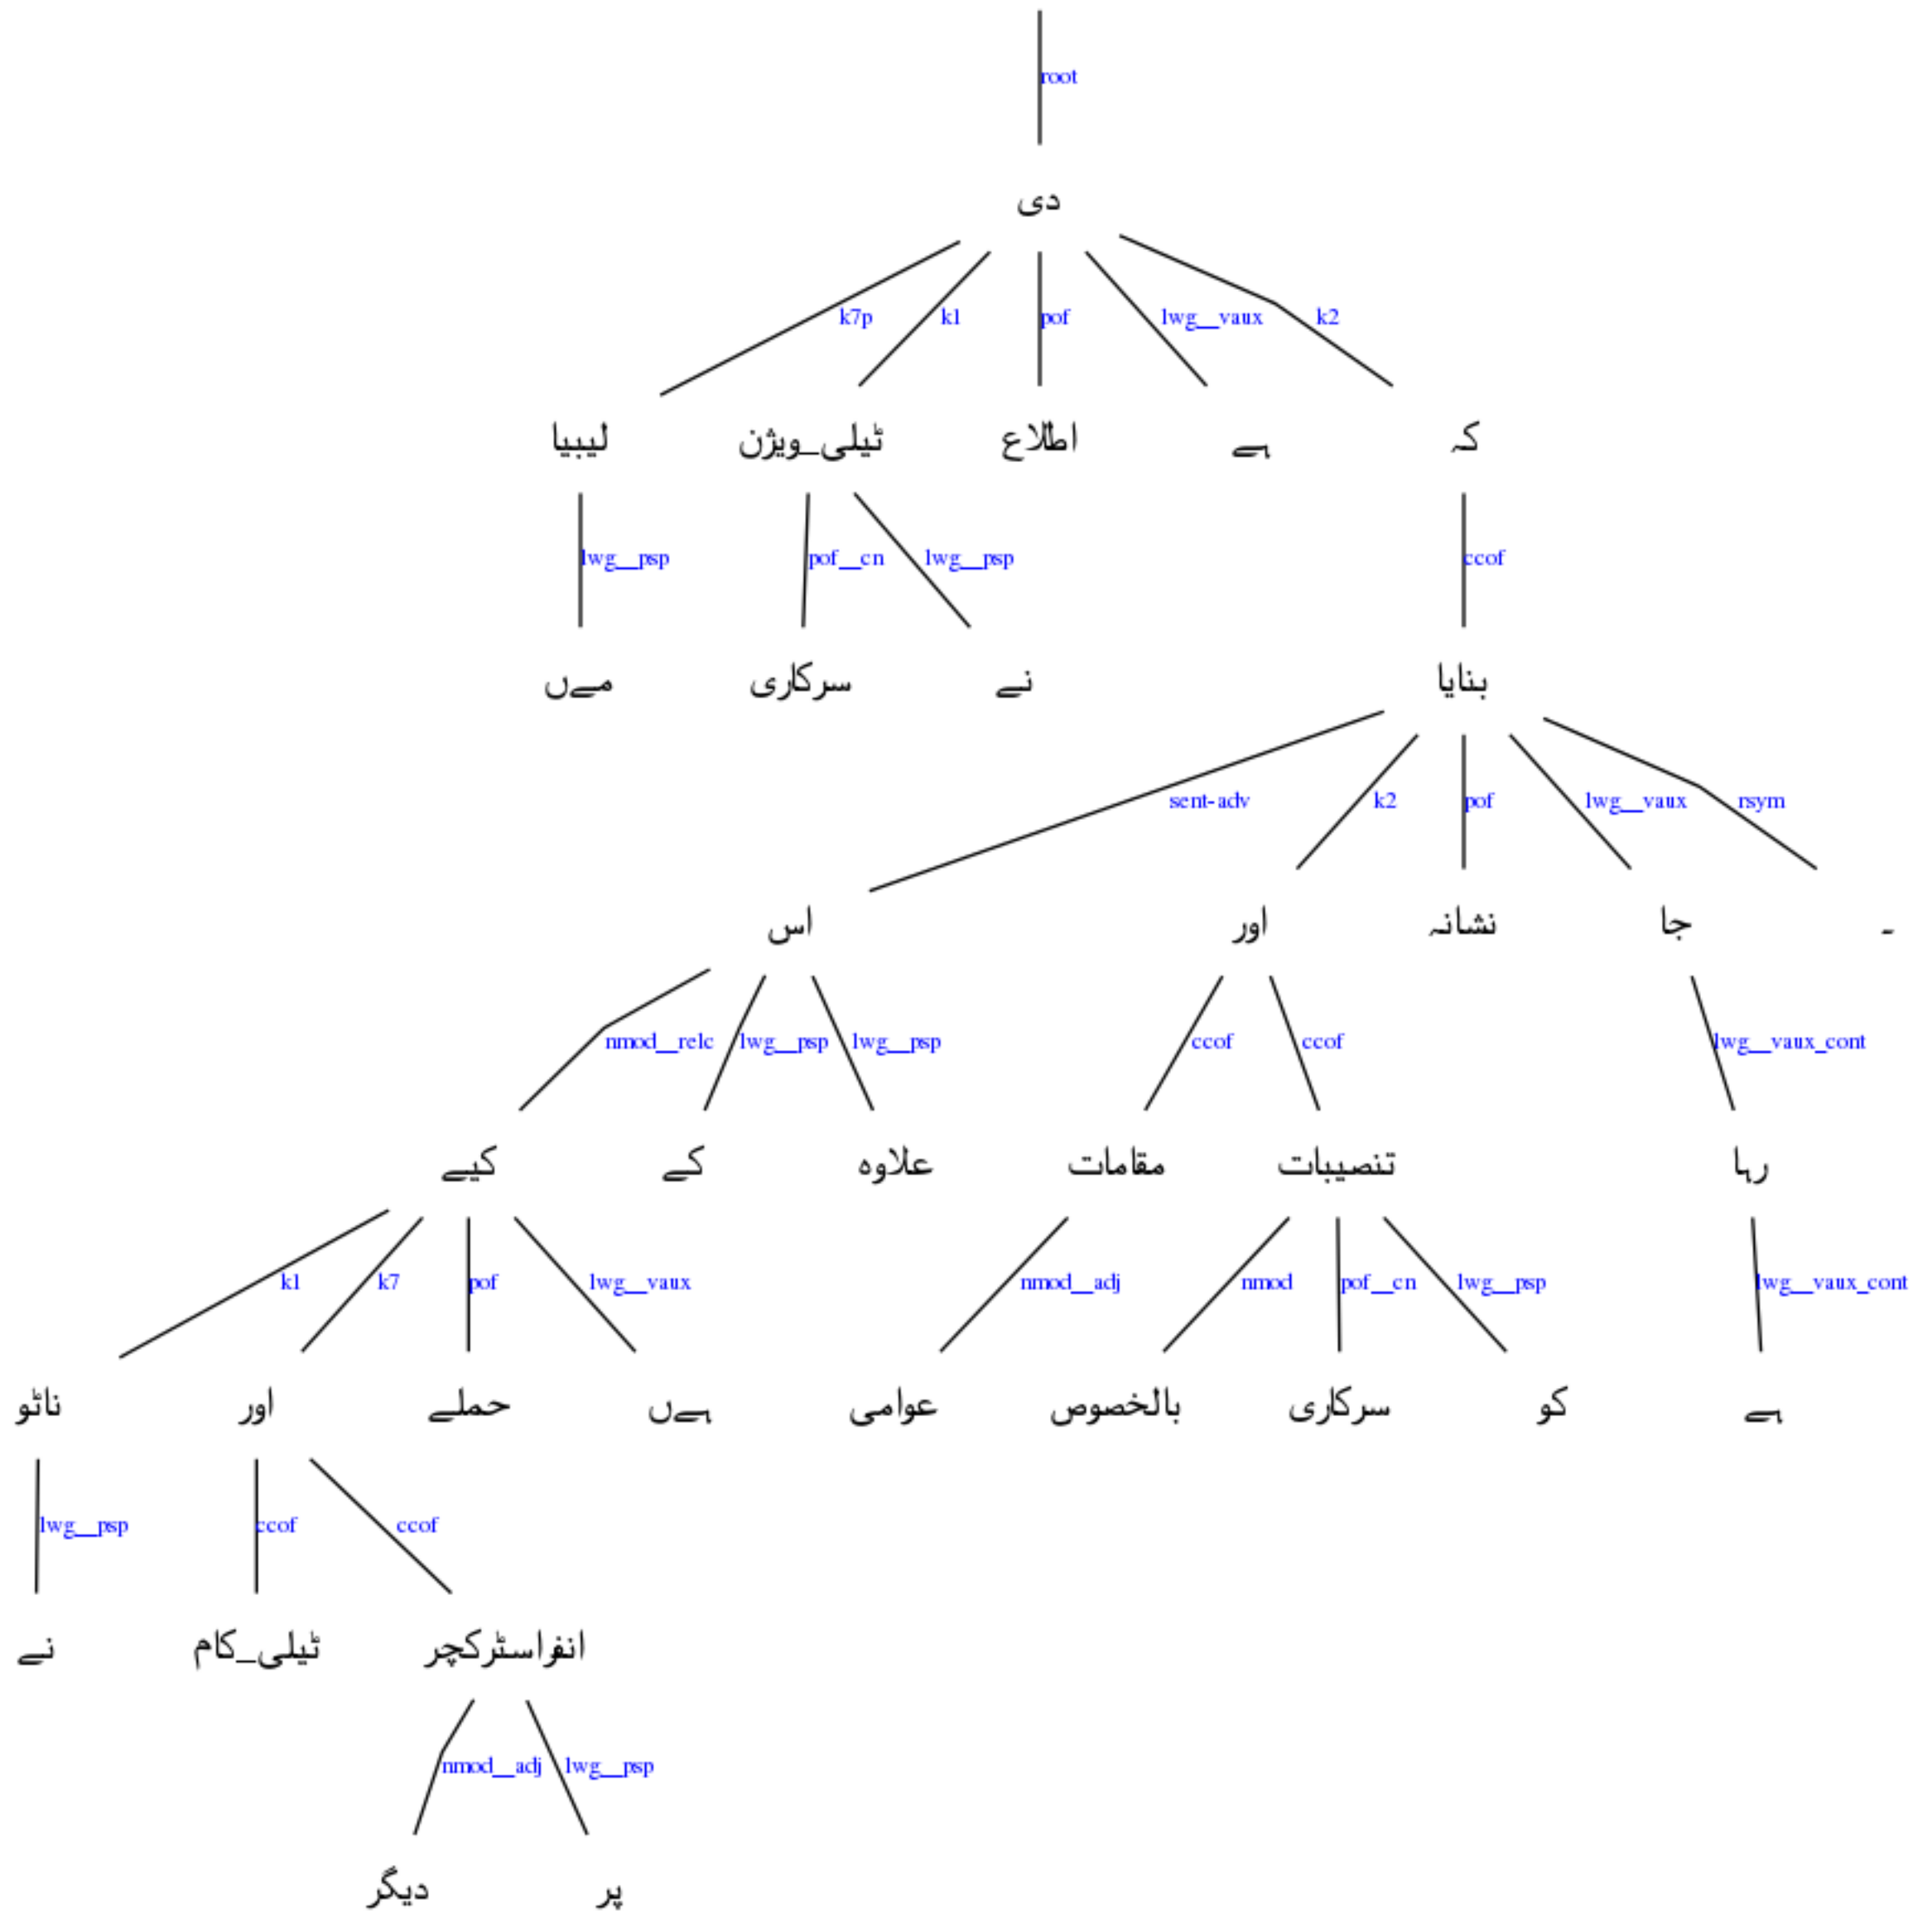 root
دی
k7p k1 pof lwg__vaux k2
لیبیا ٹیلی_ویژن اطلاع ہے کہ
lwg__psp pof__cn lwg__psp ccof
مےں سرکاری نے بنایا
sent-adv k2 pof lwg__vaux rsym
اس اور نشانہ جا ۔
nmod__relc lwg__psp lwg__psp ccof ccof lwg__vaux_cont
کیے کے علاوہ مقامات تنصیبات رہا
k1 k7 pof lwg__vaux nmod__adj nmod pof__cn lwg__psp lwg__vaux_cont
ناٹو اور حملے ہےں عوامی بالخصوص سرکاری کو ہے
lwg__psp ccof ccof
نے ٹیلی_کام انفراسٹرکچر
nmod__adj lwg__psp
دیگر پر